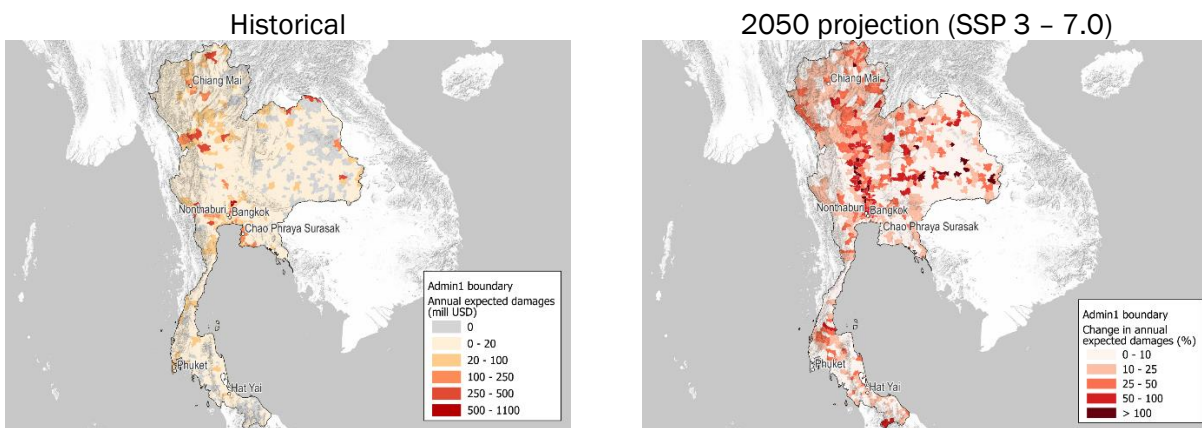 Historical
Chiang Mai
Nonthaburi
Bangkok
Chao Phraya Surasak
Phuket
Hat Yai
Admin1 boundary
Annual expected damages
(mill USD)
0
0 - 20
20 - 100
100 - 250
250 - 500
500 - 1100
2050 projection (SSP 3 – 7.0)
Chiang Mai
Nonthaburi
Bangkok
Chao Phraya Surasak
Phuket
Hat Yai
Admin1 boundary
Change in annual
expected damages (%)
0 - 10
10 - 25
25 - 50
50 - 100
> 100